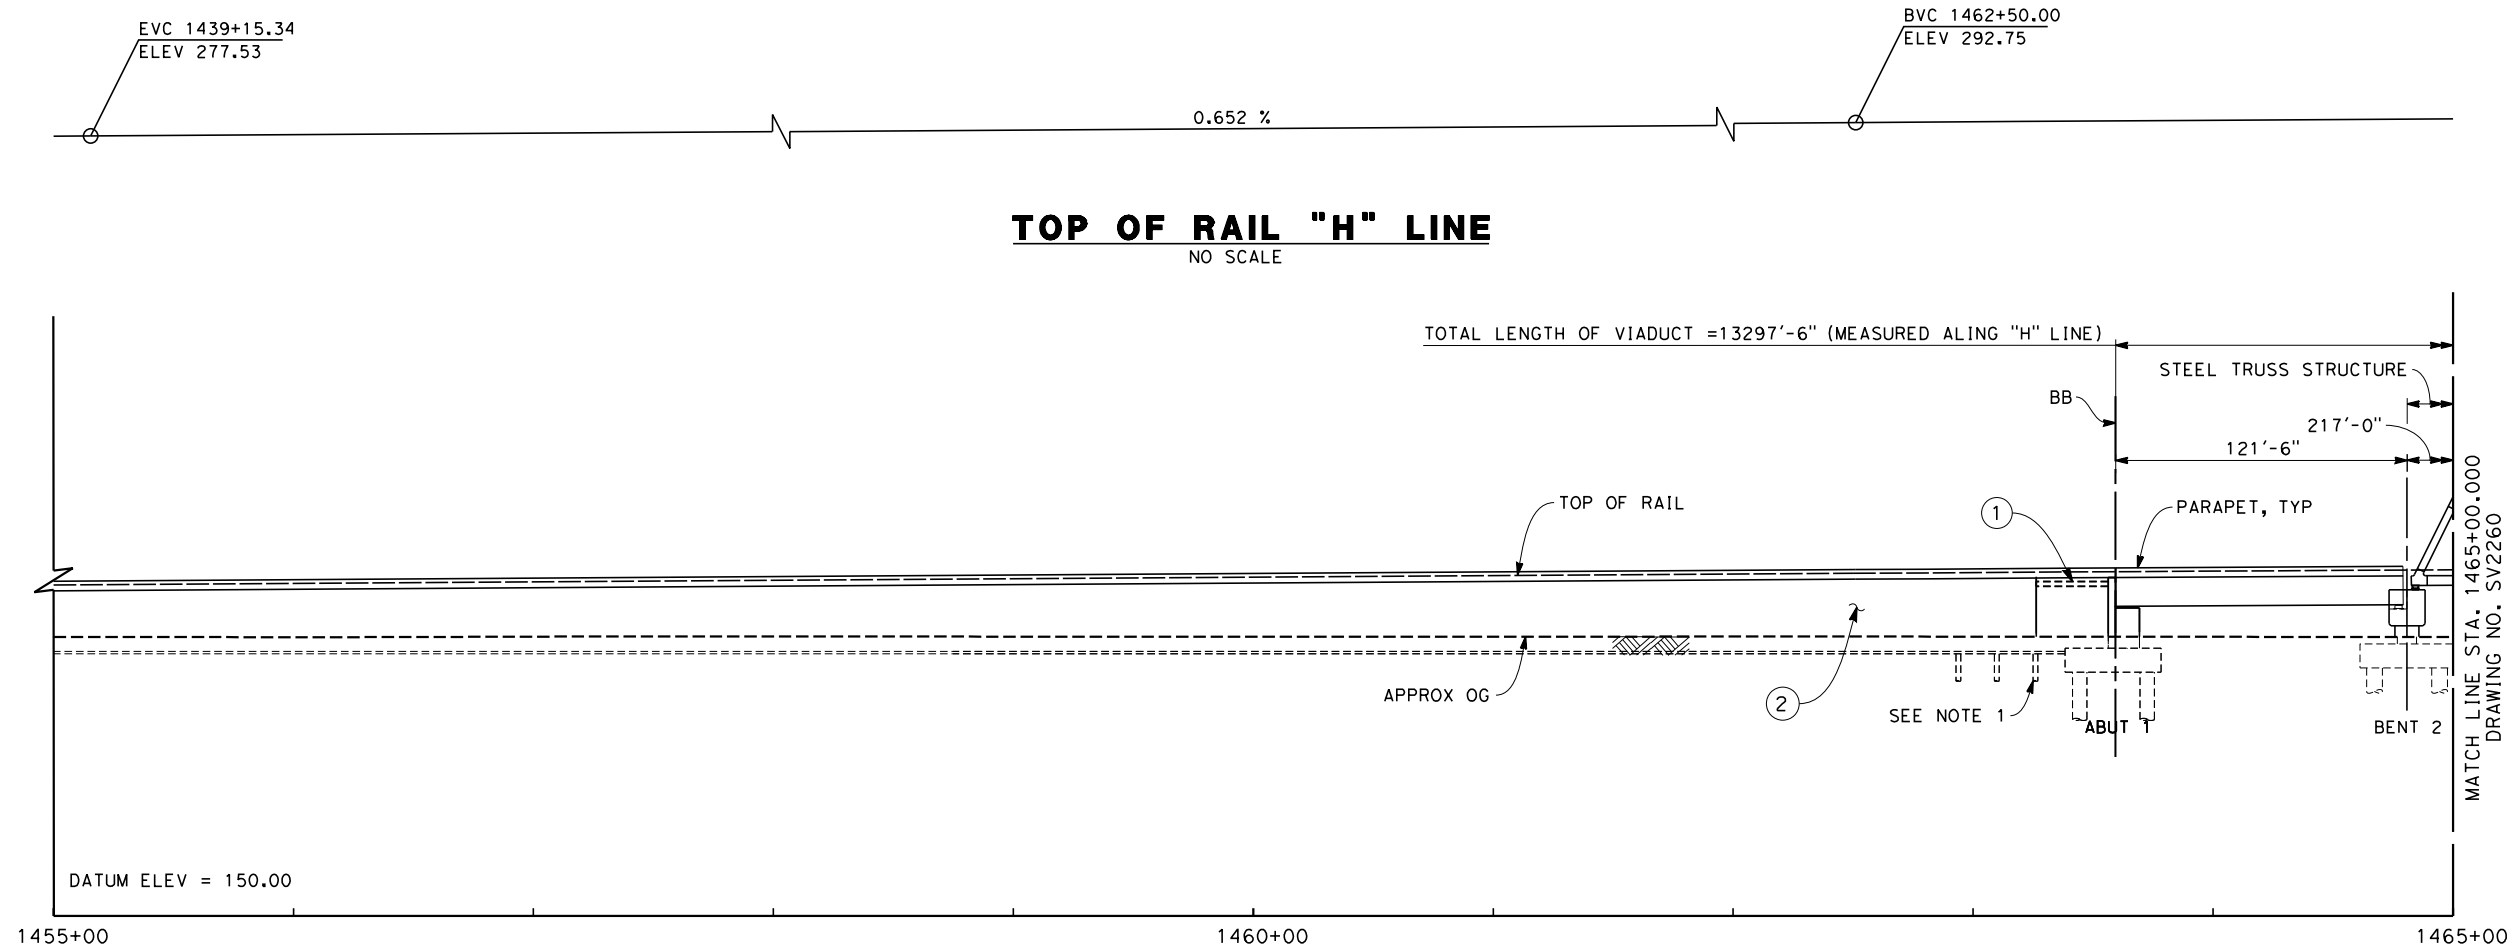 EVC 1439+15.34
ELEV 277.53
BVC 1462+50.00
ELEV 292.75
0.652 %
TOP OF RAIL "H" LINE
NO SCALE
TOTAL LENGTH OF VIADUCT =13297'-6" (MEASURED ALING "H" LINE)
STEEL TRUSS STRUCTURE
BB
217'-0"
121'-6"
TOP OF RAIL
1
PARAPET, TYP
APPROX OG
2
SEE NOTE 1
ABUT 1
BENT 2
MATCH LINE STA. 1465+00.000
DRAWING NO. SV2260
DATUM ELEV = 150.00
1455+00
1460+00
1465+00